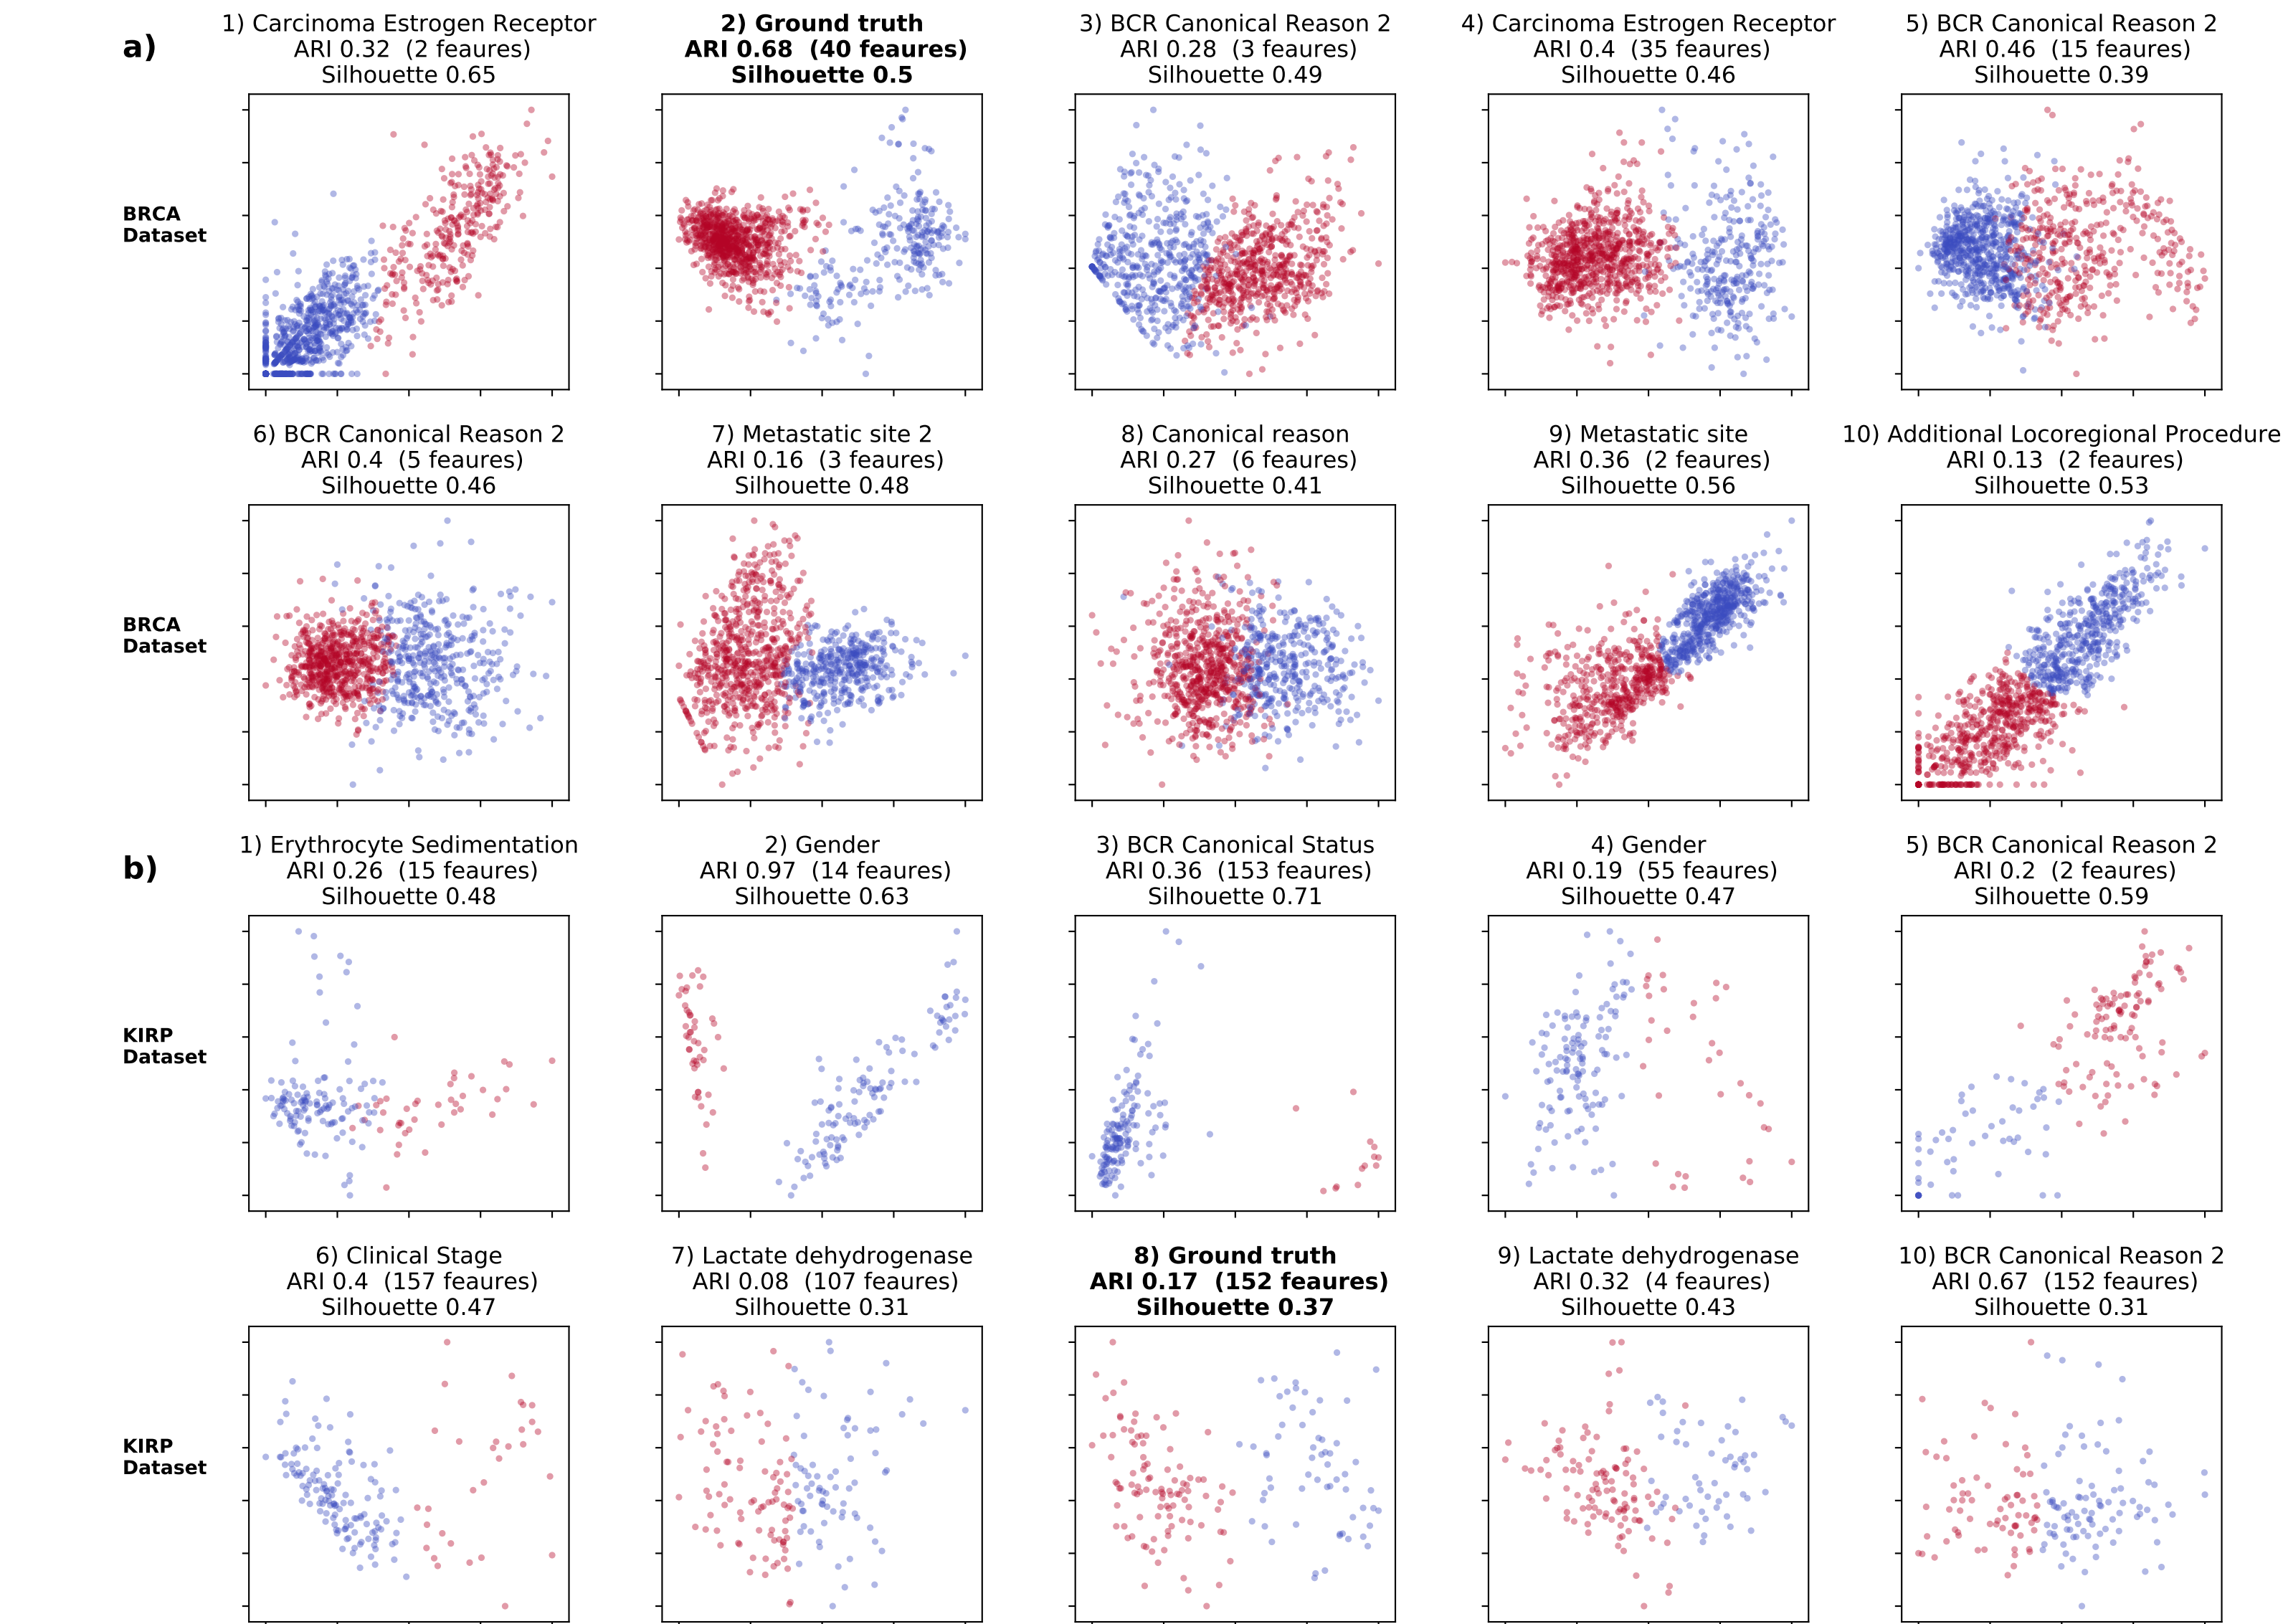 a)
1) Carcinoma Estrogen Receptor
ARI 0.32  (2 feaures)
Silhouette 0.65
2) Ground truth
ARI 0.68  (40 feaures)
Silhouette 0.5
3) BCR Canonical Reason 2
ARI 0.28  (3 feaures)
Silhouette 0.49
4) Carcinoma Estrogen Receptor
ARI 0.4  (35 feaures)
Silhouette 0.46
5) BCR Canonical Reason 2
ARI 0.46  (15 feaures)
Silhouette 0.39
BRCA
Dataset
6) BCR Canonical Reason 2
ARI 0.4  (5 feaures)
Silhouette 0.46
7) Metastatic site 2
ARI 0.16  (3 feaures)
Silhouette 0.48
8) Canonical reason
ARI 0.27  (6 feaures)
Silhouette 0.41
9) Metastatic site
ARI 0.36  (2 feaures)
Silhouette 0.56
10) Additional Locoregional Procedure
ARI 0.13  (2 feaures)
Silhouette 0.53
BRCA
Dataset
b)
1) Erythrocyte Sedimentation
ARI 0.26  (15 feaures)
Silhouette 0.48
2) Gender
ARI 0.97  (14 feaures)
Silhouette 0.63
3) BCR Canonical Status
ARI 0.36  (153 feaures)
Silhouette 0.71
4) Gender
ARI 0.19  (55 feaures)
Silhouette 0.47
5) BCR Canonical Reason 2
ARI 0.2  (2 feaures)
Silhouette 0.59
KIRP
Dataset
6) Clinical Stage
ARI 0.4  (157 feaures)
Silhouette 0.47
7) Lactate dehydrogenase
ARI 0.08  (107 feaures)
Silhouette 0.31
8) Ground truth
ARI 0.17  (152 feaures)
Silhouette 0.37
9) Lactate dehydrogenase
ARI 0.32  (4 feaures)
Silhouette 0.43
10) BCR Canonical Reason 2
ARI 0.67  (152 feaures)
Silhouette 0.31
KIRP
Dataset